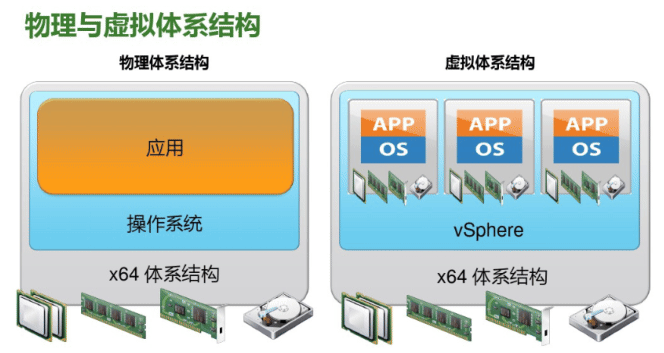 物理与虚拟体系结构
物理体系结构
应用
操作系统
x64 体系结构
虚拟体系结构
APP
OS
APP
OS
APP
OS
vSphere
x64 体系结构